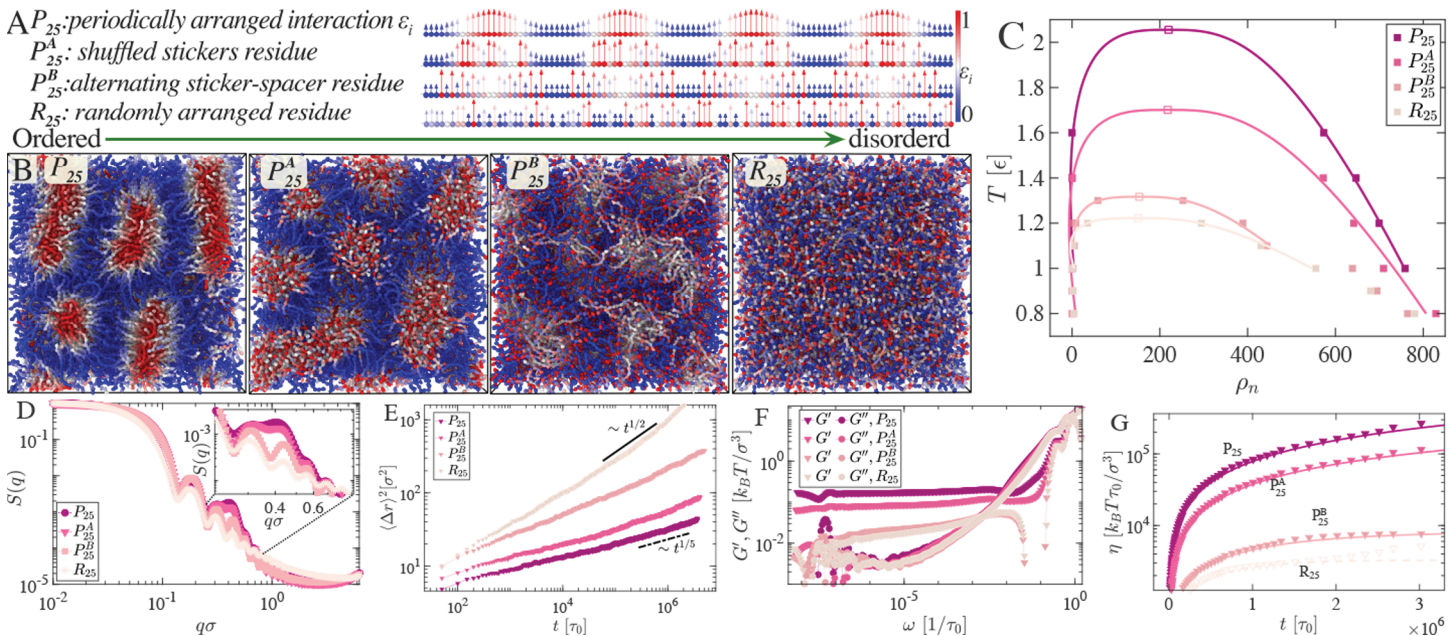 A P₂₅:periodically arranged interaction εᵢ
Pᴬ₂₅: shuffled stickers residue
Pᴮ₂₅:alternating sticker-spacer residue
R₂₅: randomly arranged residue
1
εᵢ
0
Ordered disorderd
B P₂₅ Pᴬ₂₅ Pᴮ₂₅ R₂₅
C
P₂₅
Pᴬ₂₅
Pᴮ₂₅
R₂₅
T [ϵ]
2
1.8
1.6
1.4
1.2
1
0.8
0 200 400 600 800
ρₙ
D
S(q)
10⁻¹
10⁻⁵
10⁻² 10⁻¹ 10⁰
qσ
P₂₅
Pᴬ₂₅
Pᴮ₂₅
R₂₅
S(q)
10⁻³
0.4 0.6
qσ
E
P₂₅
Pᴬ₂₅
Pᴮ₂₅
R₂₅
~ t¹/²
~ t¹/⁵
⟨Δr⟩²[σ²]
10³
10²
10¹
10² 10⁴ 10⁶
t [τ₀]
F
G′ G″, P₂₅
G′ G″, Pᴬ₂₅
G′ G″, Pᴮ₂₅
G′ G″, R₂₅
G′, G″ [k_BT/σ³]
10⁰
10⁻²
10⁻⁵ 10⁰
ω [1/τ₀]
G
P₂₅
Pᴬ₂₅
Pᴮ₂₅
R₂₅
η [k_BTτ₀/σ³]
10⁵
10⁴
0 1 2 3
×10⁶
t [τ₀]